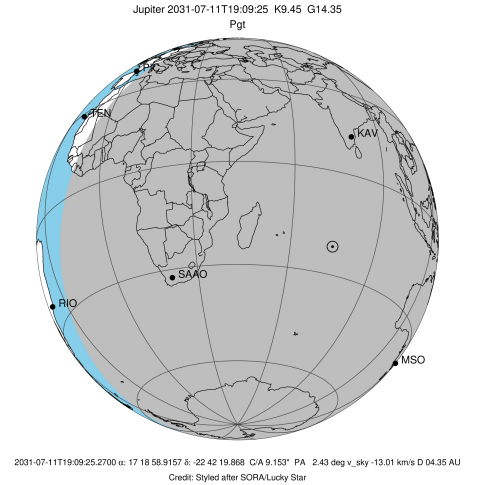 Jupiter 2031-07-11T19:09:25  K9.45  G14.35
Pgt
TEN
KAV
SAAO
RIO
MSO
2031-07-11T19:09:25.2700 α: 17 18 58.9157 δ: -22 42 19.868  C/A 9.153"  PA   2.43 deg v_sky -13.01 km/s D 04.35 AU
Credit: Styled after SORA/Lucky Star